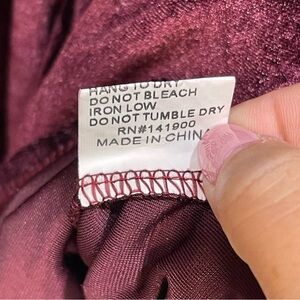 HANG TO DRY
DO NOT BLEACH
IRON LOW
DO NOT TUMBLE DRY
RN#141900
MADE IN CHINA